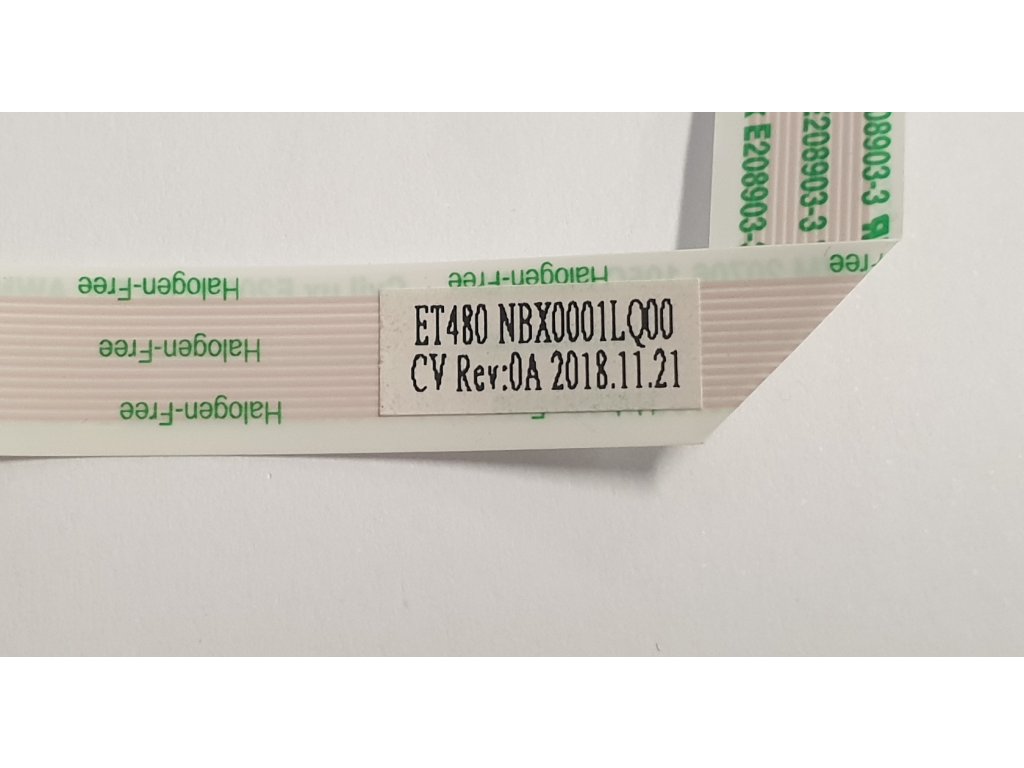 E208903-
E208903-3
08903-3
Halogen-Free
Halogen-Free
Halogen-Free
Halogen-Free
ET480 NBX0001LQ00
CV Rev:0A 2018.11.21